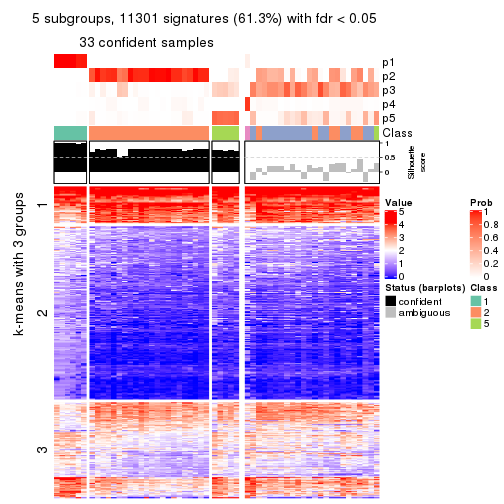 5 subgroups, 11301 signatures (61.3%) with fdr < 0.05
33 confident samples
p1
p2
p3
p4
p5
Class
1
0.5
0
Silhouette
score
k-means with 3 groups
1
2
3
Value
5
4
3
2
1
0
Prob
1
0.8
0.6
0.4
0.2
0
Status (barplots)
confident
ambiguous
Class
1
2
5